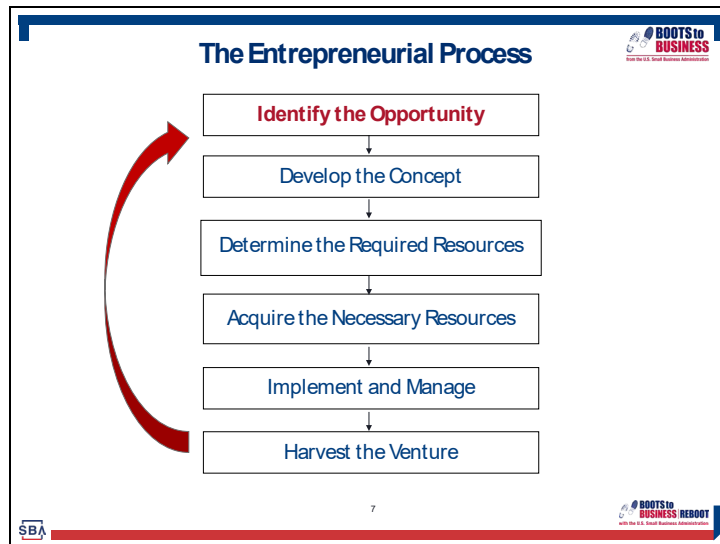 The Entrepreneurial Process
BOOTS to
BUSINESS
from the U.S. Small Business Administration
Identify the Opportunity
Develop the Concept
Determine the Required Resources
Acquire the Necessary Resources
Implement and Manage
Harvest the Venture
7
SBA
BOOTS to
BUSINESS | REBOOT
with the U.S. Small Business Administration